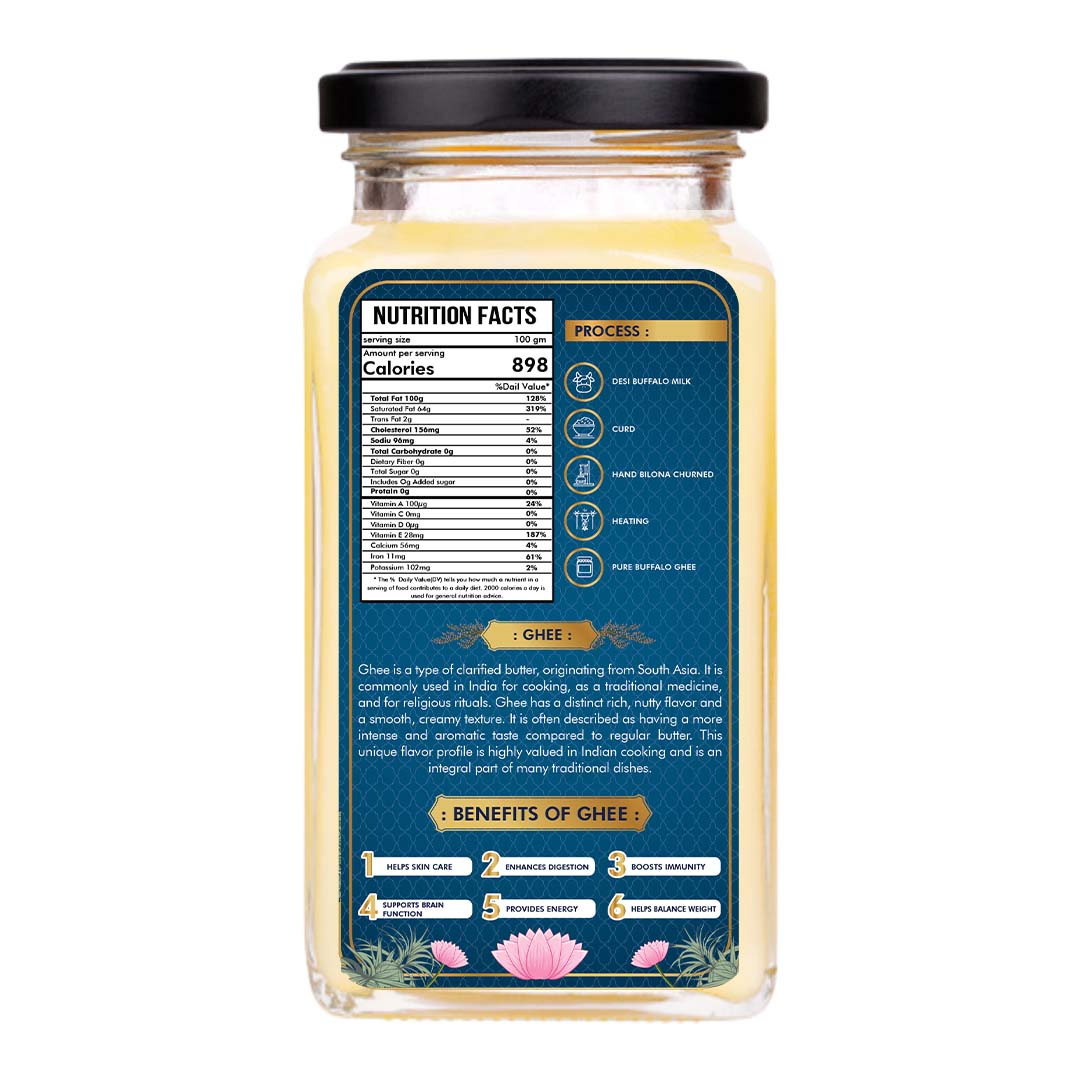 NUTRITION FACTS
serving size 100 gm
Amount per serving
Calories 898
%Dail Value*
Total Fat 100g 128%
Saturated Fat 64g 319%
Trans Fat 2g -
Cholesterol 156mg 52%
Sodiu 96mg 4%
Total Carbohydrate 0g 0%
Dietary Fiber 0g 0%
Total Sugar 0g 0%
Includes Og Added sugar 0%
Protein 0g 0%
Vitamin A 100µg 24%
Vitamin C 0mg 0%
Vitamin D 0µg 0%
Vitamin E 28mg 187%
Calcium 56mg 4%
Iron 11mg 61%
Potassium 102mg 2%
* The % Daily Value(DV) tells you how much a nutrient in a
serving of food contributes to a daily diet. 2000 calories a day is
used for general nutrition advice.
PROCESS :
DESI BUFFALO MILK
CURD
HAND BILONA CHURNED
HEATING
PURE BUFFALO GHEE
: GHEE :
Ghee is a type of clarified butter, originating from South Asia. It is
commonly used in India for cooking, as a traditional medicine,
and for religious rituals. Ghee has a distinct rich, nutty flavor and
a smooth, creamy texture. It is often described as having a more
intense and aromatic taste compared to regular butter. This
unique flavor profile is highly valued in Indian cooking and is an
integral part of many traditional dishes.
: BENEFITS OF GHEE :
1 HELPS SKIN CARE
2 ENHANCES DIGESTION
3 BOOSTS IMMUNITY
4 SUPPORTS BRAIN
FUNCTION
5 PROVIDES ENERGY
6 HELPS BALANCE WEIGHT